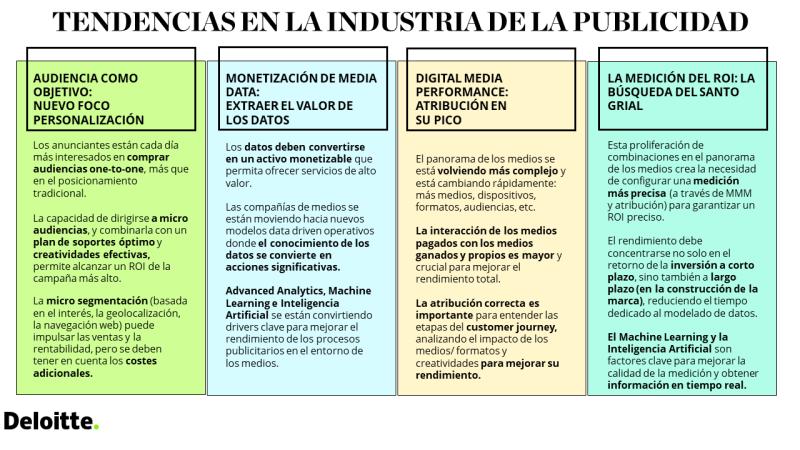 TENDENCIAS EN LA INDUSTRIA DE LA PUBLICIDAD
AUDIENCIA COMO
OBJETIVO:
NUEVO FOCO
PERSONALIZACIÓN
Los anunciantes están cada día
más interesados en comprar
audiencias one-to-one, más que
en el posicionamiento
tradicional.
La capacidad de dirigirse a micro
audiencias, y combinarla con un
plan de soportes óptimo y
creatividades efectivas,
permite alcanzar un ROI de la
campaña más alto.
La micro segmentación (basada
en el interés, la geolocalización,
la navegación web) puede
impulsar las ventas y la
rentabilidad, pero se deben
tener en cuenta los costes
adicionales.
MONETIZACIÓN DE MEDIA
DATA:
EXTRAER EL VALOR DE
LOS DATOS
Los datos deben convertirse
en un activo monetizable que
permita ofrecer servicios de alto
valor.
Las compañías de medios se
están moviendo hacia nuevos
modelos data driven operativos
donde el conocimiento de los
datos se convierte en
acciones significativas.
Advanced Analytics, Machine
Learning e Inteligencia
Artificial se están convirtiendo
drivers clave para mejorar el
rendimiento de los procesos
publicitarios en el entorno de
los medios.
DIGITAL MEDIA
PERFORMANCE:
ATRIBUCIÓN EN
SU PICO
El panorama de los medios se
está volviendo más complejo y
está cambiando rápidamente:
más medios, dispositivos,
formatos, audiencias, etc.
La interacción de los medios
pagados con los medios
ganados y propios es mayor y
crucial para mejorar el
rendimiento total.
La atribución correcta es
importante para entender las
etapas del customer journey,
analizando el impacto de los
medios/ formatos y
creatividades para mejorar su
rendimiento.
LA MEDICIÓN DEL ROI: LA
BÚSQUEDA DEL SANTO
GRIAL
Esta proliferación de
combinaciones en el panorama
de los medios crea la necesidad
de configurar una medición
más precisa (a través de MMM
y atribución) para garantizar un
ROI preciso.
El rendimiento debe
concentrarse no solo en el
retorno de la inversión a corto
plazo, sino también a largo
plazo (en la construcción de la
marca), reduciendo el tiempo
dedicado al modelado de datos.
El Machine Learning y la
Inteligencia Artificial son
factores clave para mejorar la
calidad de la medición y obtener
información en tiempo real.
Deloitte.